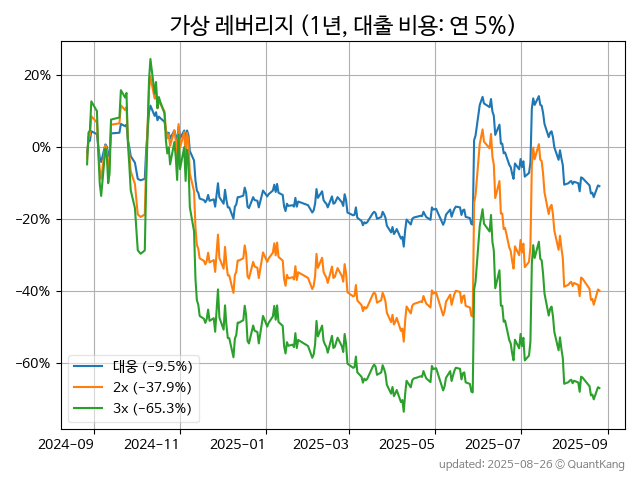 가상 레버리지 (1년, 대출 비용: 연 5%)
20%
0%
−20%
−40%
−60%
대웅 (−9.5%)
2x (−37.9%)
3x (−65.3%)
2024-09 2024-11 2025-01 2025-03 2025-05 2025-07 2025-09
updated: 2025-08-26 © QuantKang